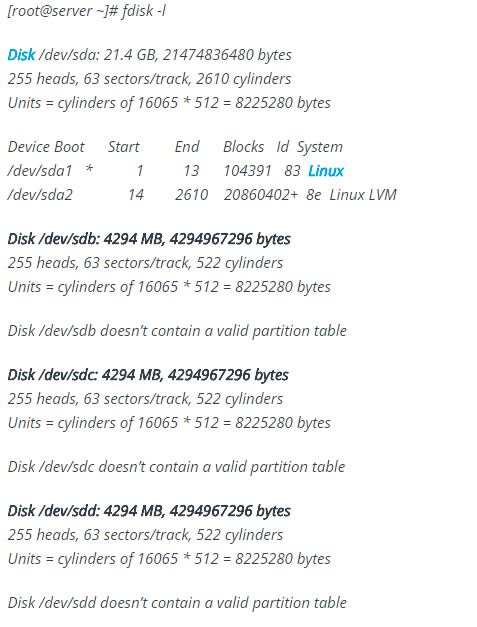 [root@server ~]# fdisk -l
Disk /dev/sda: 21.4 GB, 21474836480 bytes
255 heads, 63 sectors/track, 2610 cylinders
Units = cylinders of 16065 * 512 = 8225280 bytes
Device Boot Start End Blocks Id System
/dev/sda1 * 1 13 104391 83 Linux
/dev/sda2 14 2610 20860402+ 8e Linux LVM
Disk /dev/sdb: 4294 MB, 4294967296 bytes
255 heads, 63 sectors/track, 522 cylinders
Units = cylinders of 16065 * 512 = 8225280 bytes
Disk /dev/sdb doesn’t contain a valid partition table
Disk /dev/sdc: 4294 MB, 4294967296 bytes
255 heads, 63 sectors/track, 522 cylinders
Units = cylinders of 16065 * 512 = 8225280 bytes
Disk /dev/sdc doesn’t contain a valid partition table
Disk /dev/sdd: 4294 MB, 4294967296 bytes
255 heads, 63 sectors/track, 522 cylinders
Units = cylinders of 16065 * 512 = 8225280 bytes
Disk /dev/sdd doesn’t contain a valid partition table